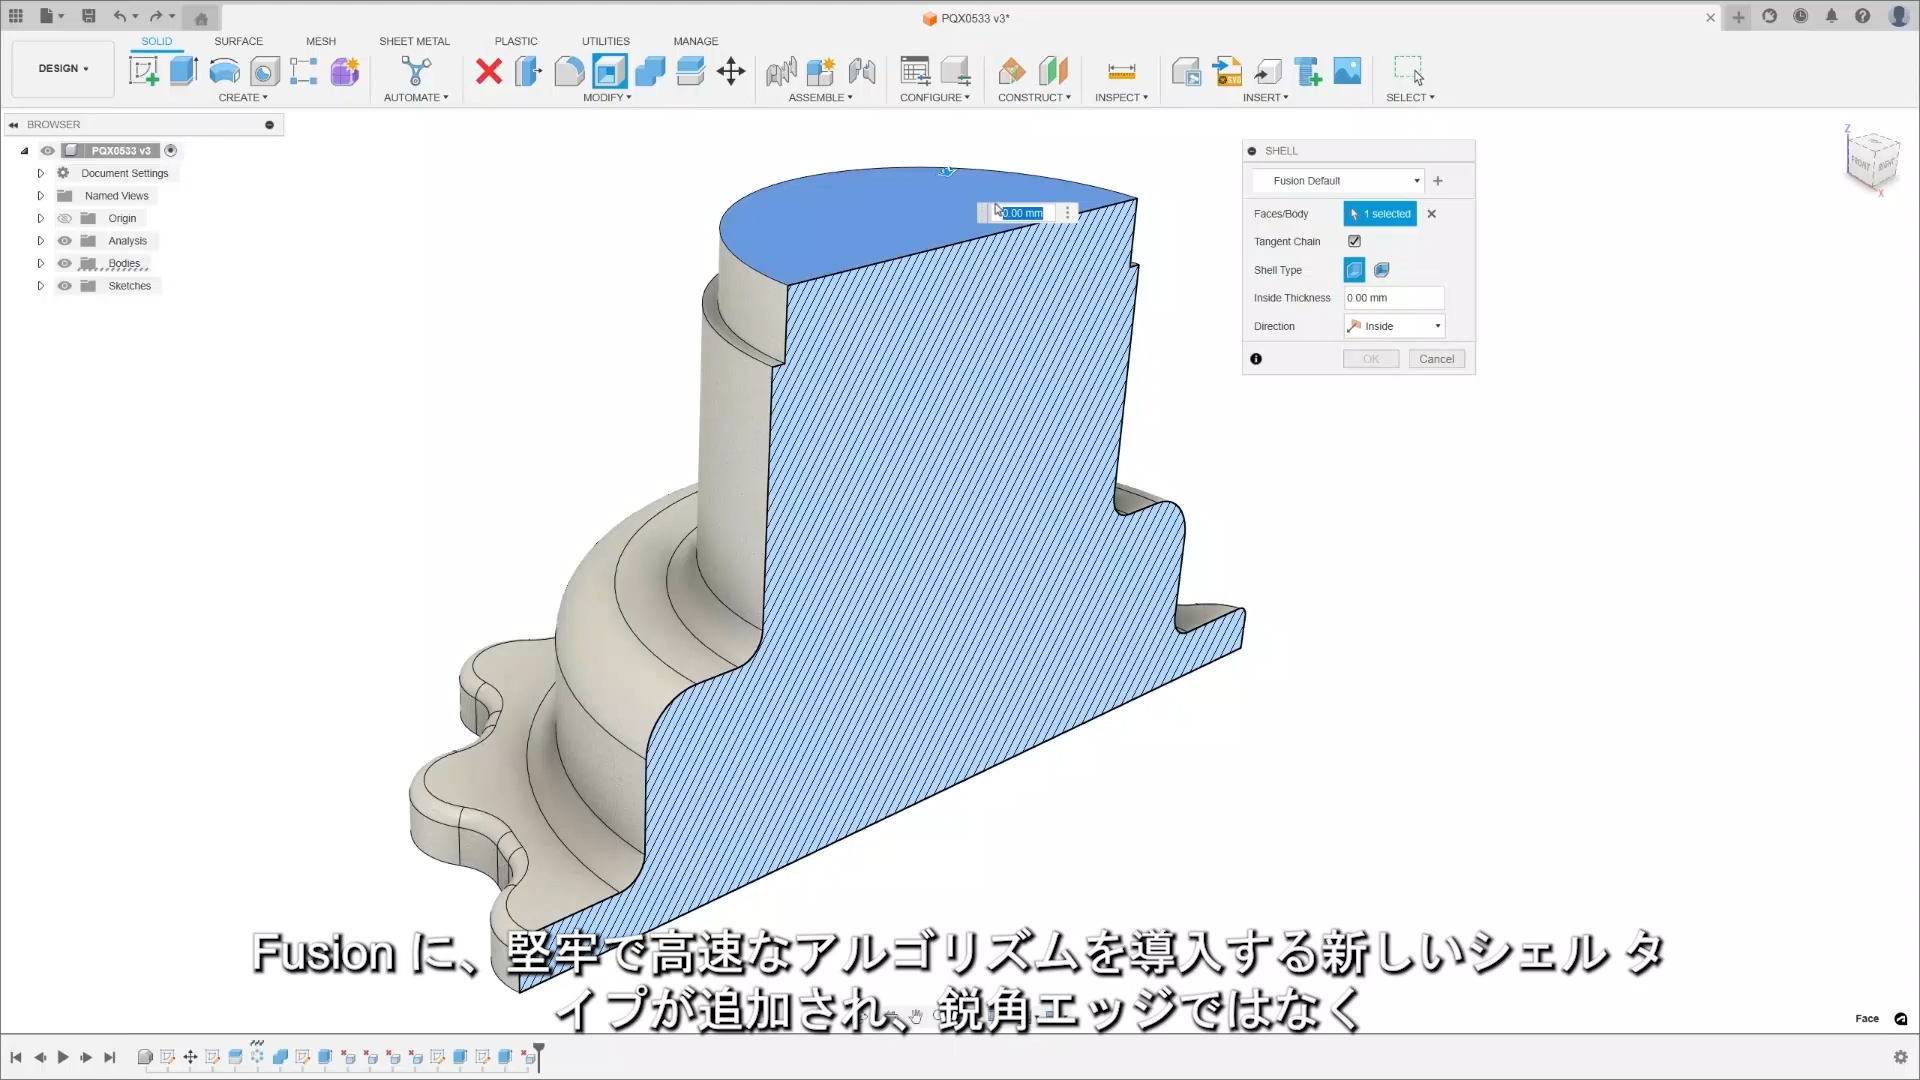 PQX0533 v3*
DESIGN
SOLID
SURFACE
MESH
SHEET METAL
PLASTIC
UTILITIES
MANAGE
CREATE
AUTOMATE
MODIFY
ASSEMBLE
CONFIGURE
CONSTRUCT
INSPECT
INSERT
SELECT
BROWSER
PQX0533 v3
Document Settings
Named Views
Origin
Analysis
Bodies
Sketches
0.00 mm
SHELL
Fusion Default
Faces/Body
1 selected
Tangent Chain
Shell Type
Inside Thickness
0.00 mm
Direction
Inside
OK
Cancel
Z
FRONT
RIGHT
X
Fusion に、堅牢で高速なアルゴリズムを導入する新しいシェル タ
イプが追加され、鋭角エッジではなく
Face